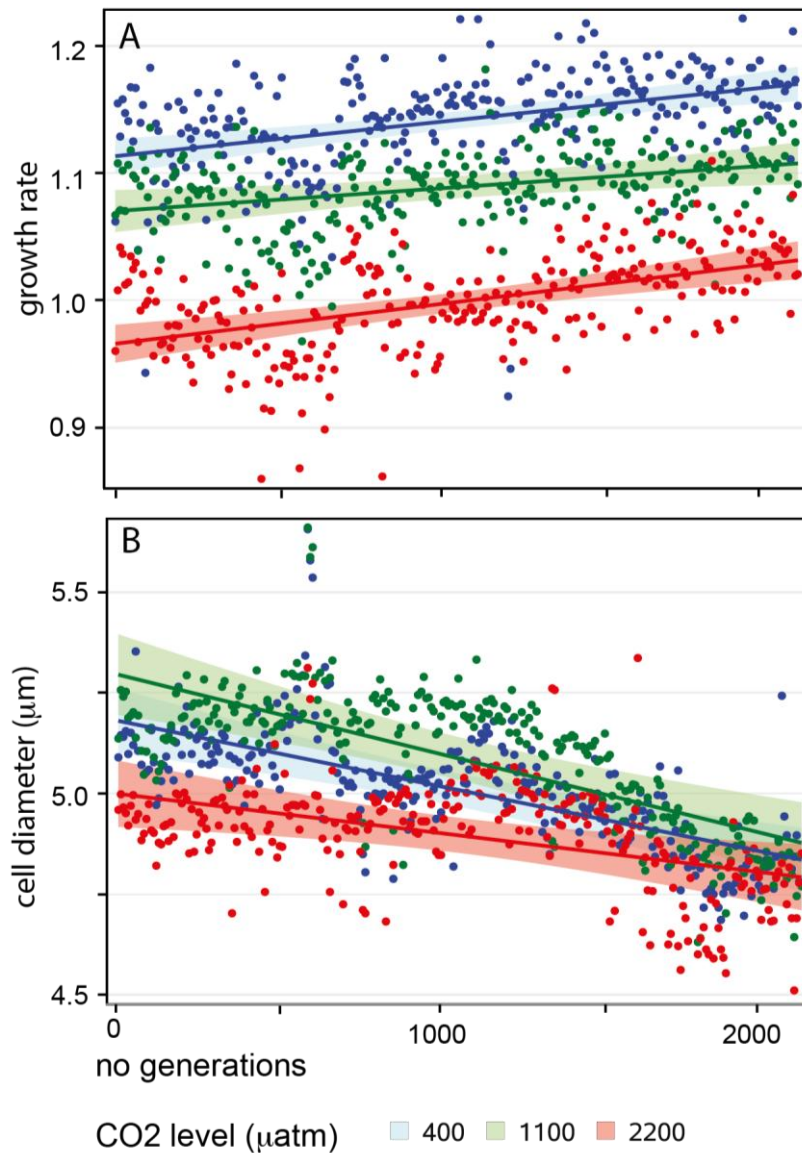 A
1.2
1.1
1.0
0.9
growth rate
B
5.5
5.0
4.5
cell diameter (μm)
0 1000 2000
no generations
CO2 level (μatm) 400 1100 2200